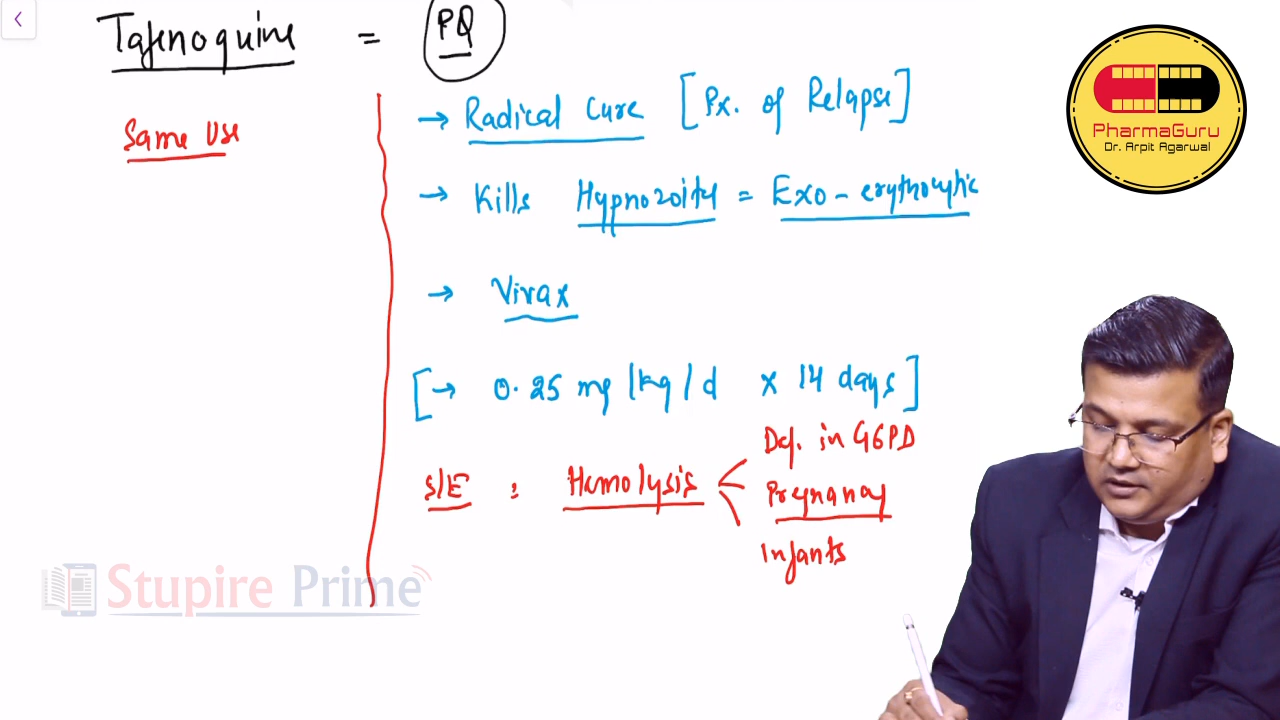 Tafenoquine = PQ
Same Use
→ Radical Cure [Px. of Relapse]
→ Kills Hypnozoites = Exo-erythrocytic
→ Vivax
[→ 0.25 mg/kg/d x 14 days]
S/E : Hemolysis < Def. in G6PD
Pregnancy
Infants
PharmaGuru
Dr. Arpit Agarwal
Stupire Prime